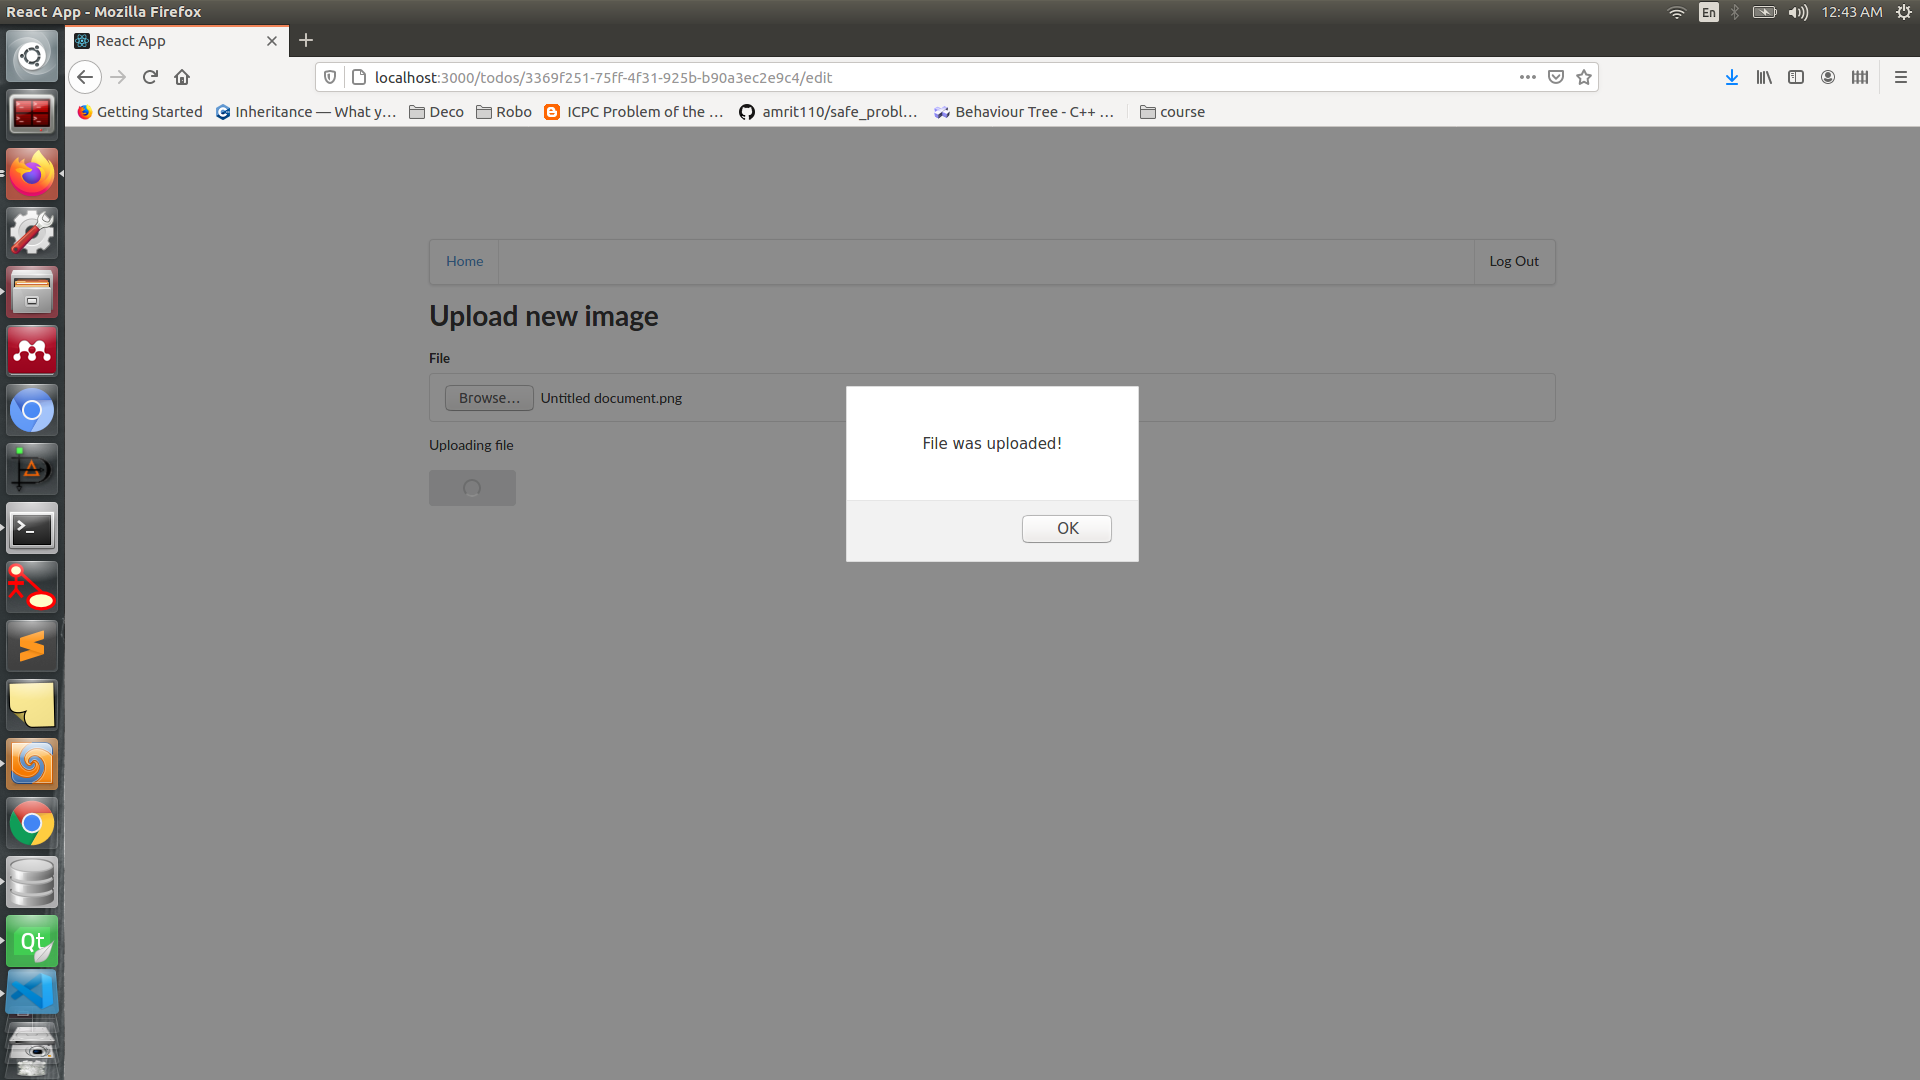 React App - Mozilla Firefox
En
12:43 AM
React App
localhost:3000/todos/3369f251-75ff-4f31-925b-b90a3ec2e9c4/edit
Getting Started
Inheritance — What y…
Deco
Robo
ICPC Problem of the …
amrit110/safe_probl…
Behaviour Tree - C++ …
course
Home
Log Out
Upload new image
File
Browse…
Untitled document.png
Uploading file
File was uploaded!
OK
Qt